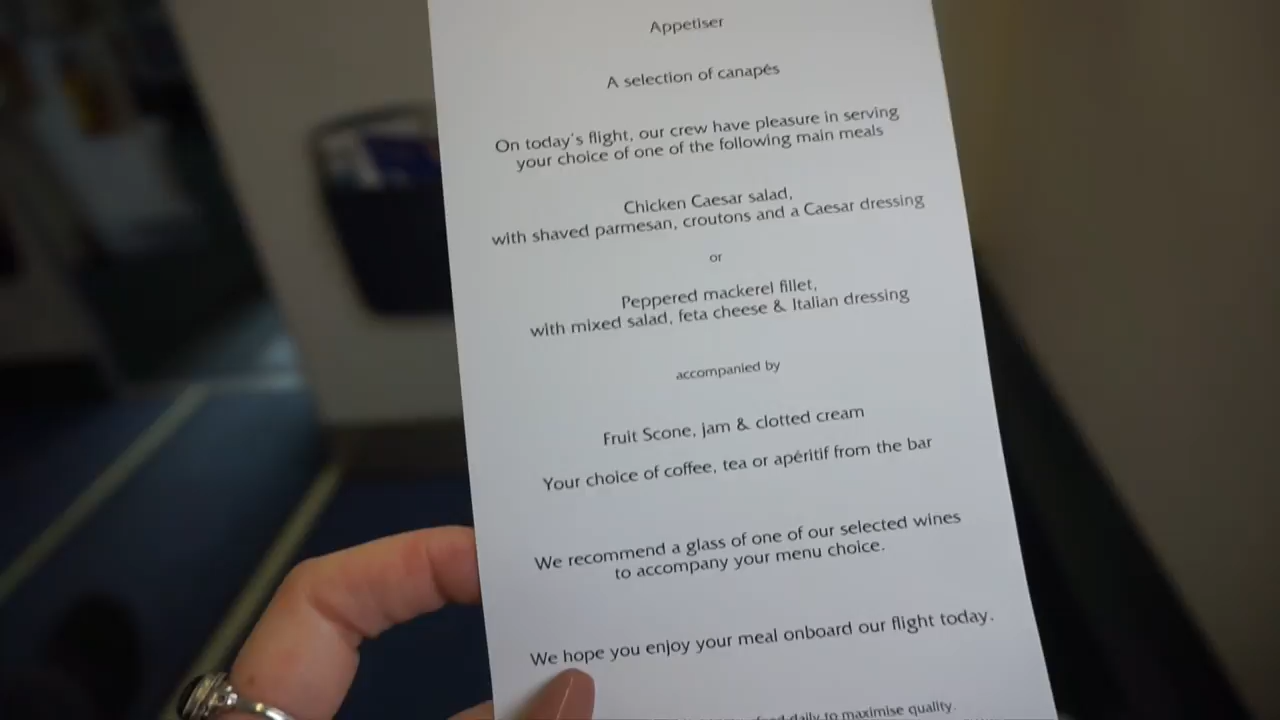 Appetiser
A selection of canapés
On today's flight, our crew have pleasure in serving
your choice of one of the following main meals
Chicken Caesar salad,
with shaved parmesan, croutons and a Caesar dressing
or
Peppered mackerel fillet,
with mixed salad, feta cheese & Italian dressing
accompanied by
Fruit Scone, jam & clotted cream
Your choice of coffee, tea or apéritif from the bar
We recommend a glass of one of our selected wines
to accompany your menu choice.
We hope you enjoy your meal onboard our flight today.
food daily to maximise quality.